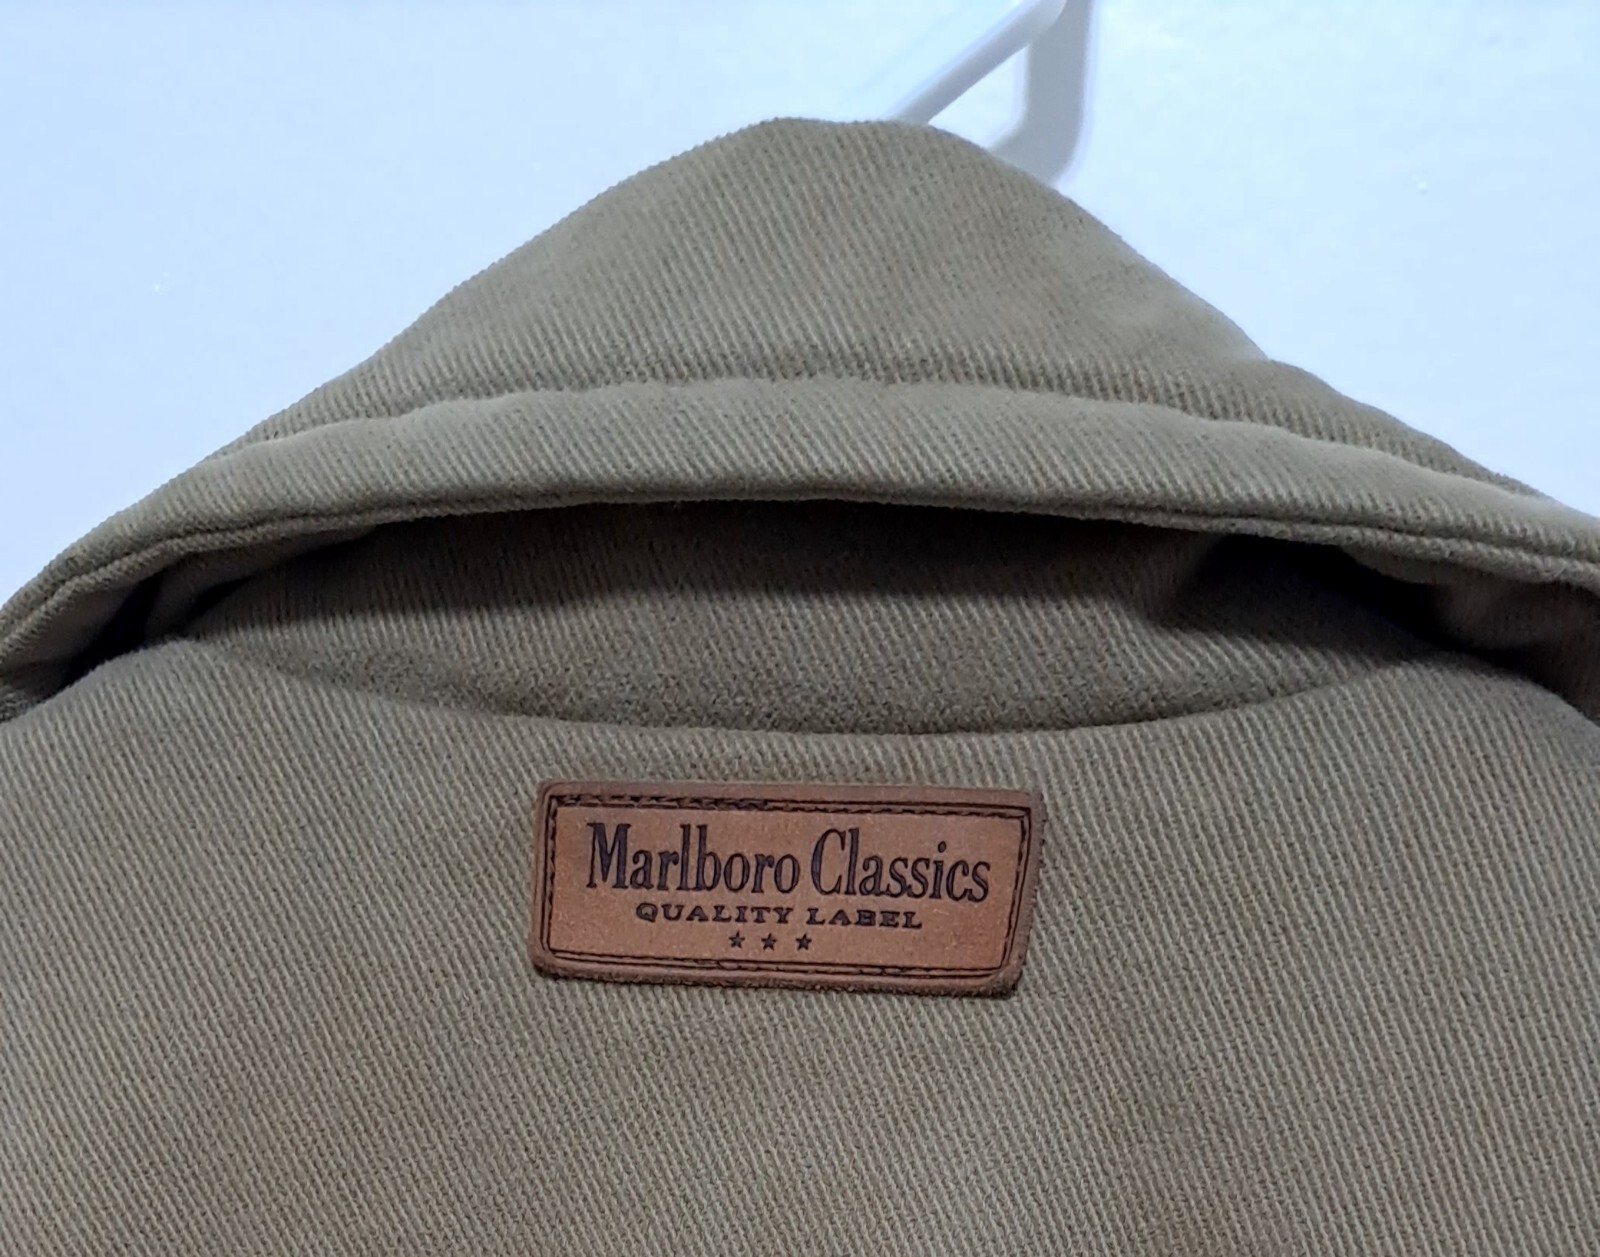 Marlboro Classics
QUALITY LABEL
★ ★ ★